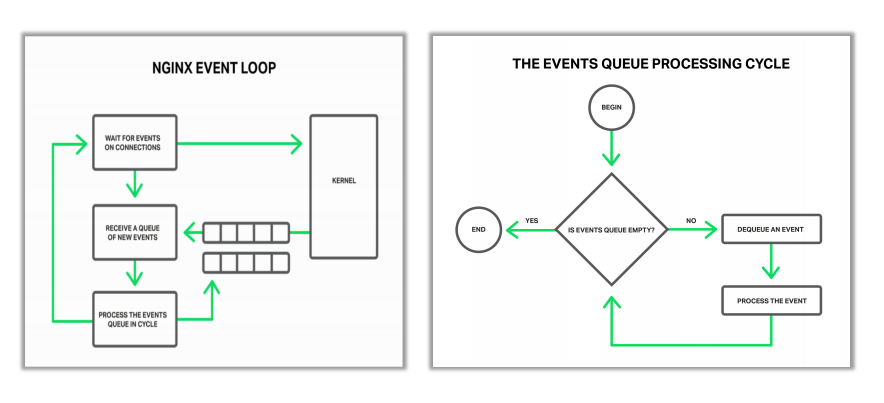 NGINX EVENT LOOP
WAIT FOR EVENTS
ON CONNECTIONS
KERNEL
RECEIVE A QUEUE
OF NEW EVENTS
PROCESS THE EVENTS
QUEUE IN CYCLE
THE EVENTS QUEUE PROCESSING CYCLE
BEGIN
IS EVENTS QUEUE EMPTY?
YES
END
NO
DEQUEUE AN EVENT
PROCESS THE EVENT